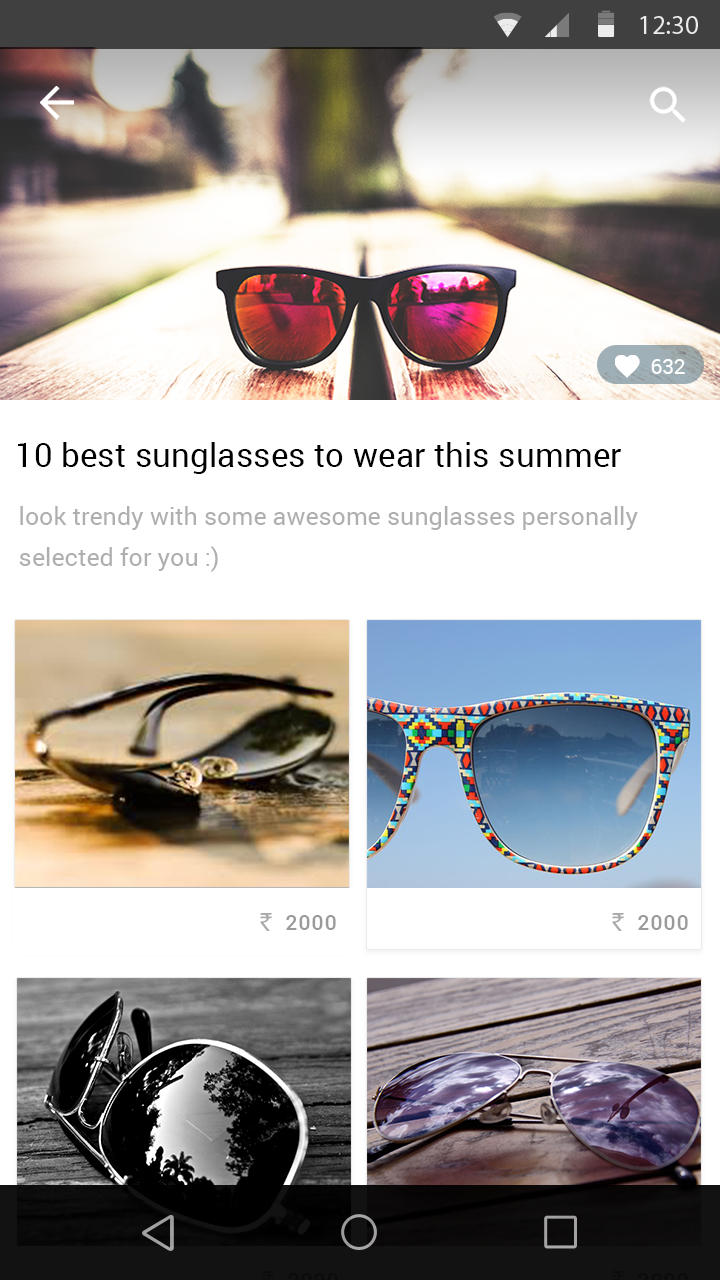 12:30
632
10 best sunglasses to wear this summer
look trendy with some awesome sunglasses personally
selected for you :)
₹ 2000
₹ 2000